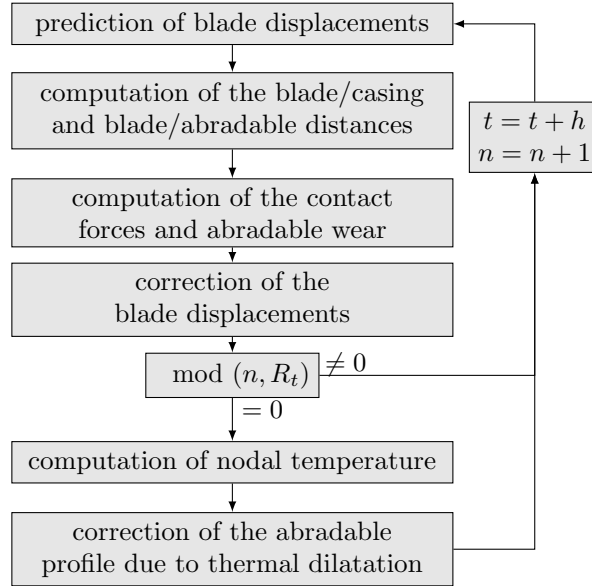 prediction of blade displacements
computation of the blade/casing
and blade/abradable distances
t = t + h
n = n + 1
computation of the contact
forces and abradable wear
correction of the
blade displacements
mod (n, R_t)
≠ 0
= 0
computation of nodal temperature
correction of the abradable
profile due to thermal dilatation